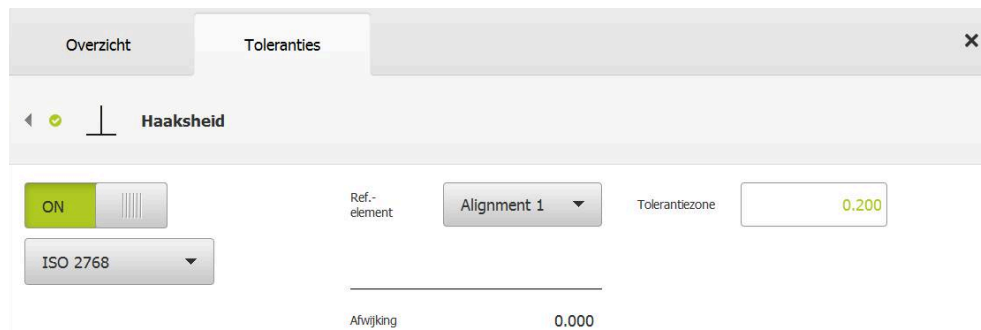 Overzicht
Toleranties
Haaksheid
ON
Ref.-
element
Alignment 1
Tolerantiezone
0.200
ISO 2768
Afwijking
0.000